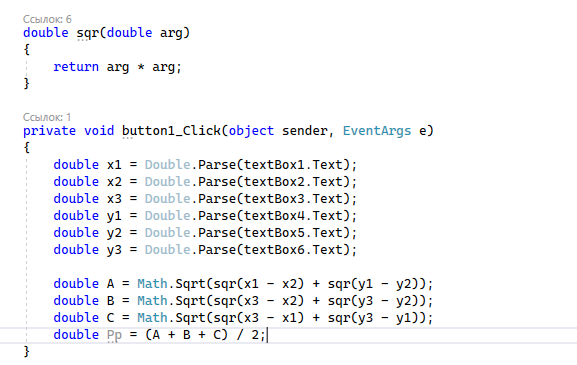 Ссылок: 6
double sqr(double arg)
{
    return arg * arg;
}
Ссылок: 1
private void button1_Click(object sender, EventArgs e)
{
    double x1 = Double.Parse(textBox1.Text);
    double x2 = Double.Parse(textBox2.Text);
    double x3 = Double.Parse(textBox3.Text);
    double y1 = Double.Parse(textBox4.Text);
    double y2 = Double.Parse(textBox5.Text);
    double y3 = Double.Parse(textBox6.Text);
    double A = Math.Sqrt(sqr(x1 - x2) + sqr(y1 - y2));
    double B = Math.Sqrt(sqr(x3 - x2) + sqr(y3 - y2));
    double C = Math.Sqrt(sqr(x3 - x1) + sqr(y3 - y1));
    double Pp = (A + B + C) / 2;
}